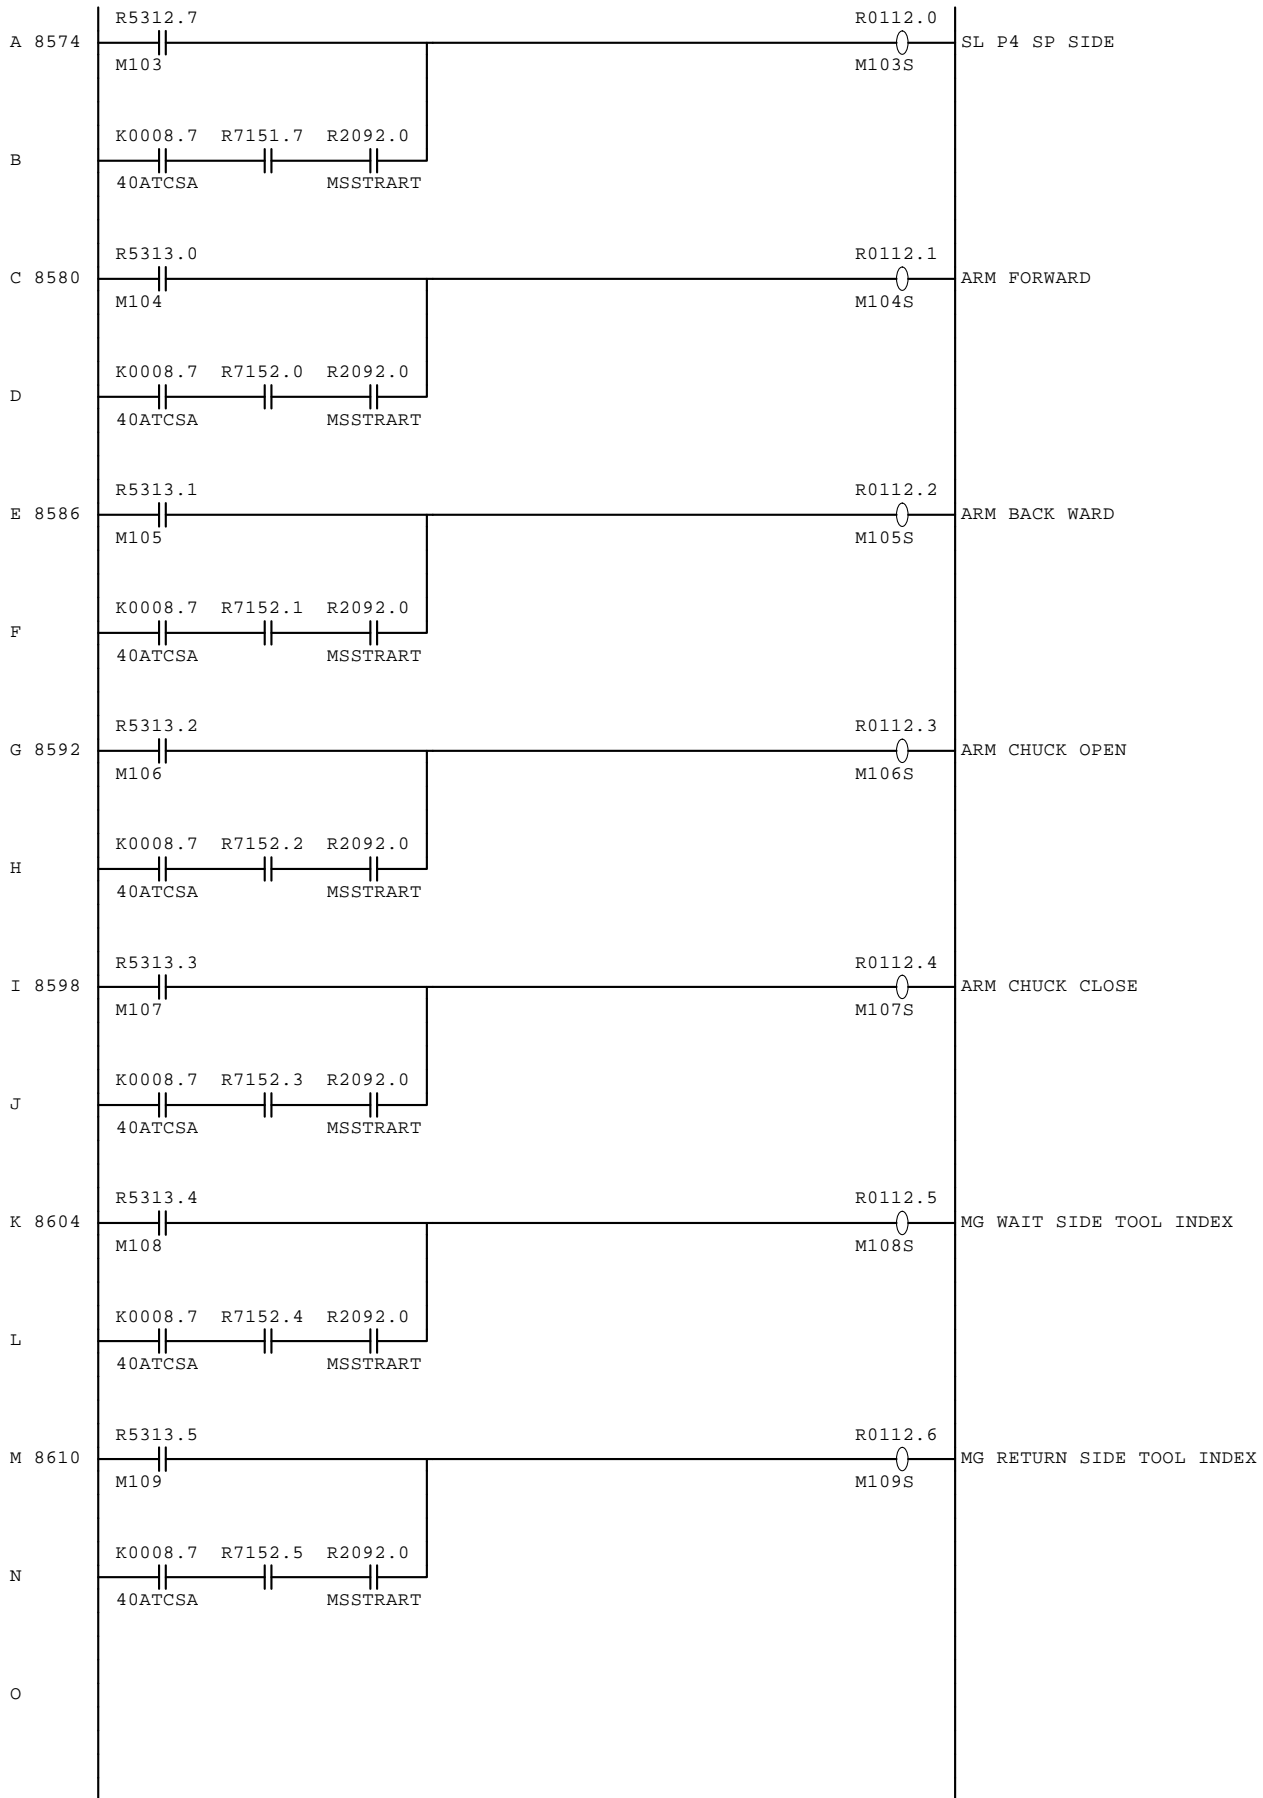 R5312.7 R0112.0
A 8574 SL P4 SP SIDE
M103 M103S
K0008.7 R7151.7 R2092.0
B
40ATCSA MSSTRART
R5313.0 R0112.1
C 8580 ARM FORWARD
M104 M104S
K0008.7 R7152.0 R2092.0
D
40ATCSA MSSTRART
R5313.1 R0112.2
E 8586 ARM BACK WARD
M105 M105S
K0008.7 R7152.1 R2092.0
F
40ATCSA MSSTRART
R5313.2 R0112.3
G 8592 ARM CHUCK OPEN
M106 M106S
K0008.7 R7152.2 R2092.0
H
40ATCSA MSSTRART
R5313.3 R0112.4
I 8598 ARM CHUCK CLOSE
M107 M107S
K0008.7 R7152.3 R2092.0
J
40ATCSA MSSTRART
R5313.4 R0112.5
K 8604 MG WAIT SIDE TOOL INDEX
M108 M108S
K0008.7 R7152.4 R2092.0
L
40ATCSA MSSTRART
R5313.5 R0112.6
M 8610 MG RETURN SIDE TOOL INDEX
M109 M109S
K0008.7 R7152.5 R2092.0
N
40ATCSA MSSTRART
O